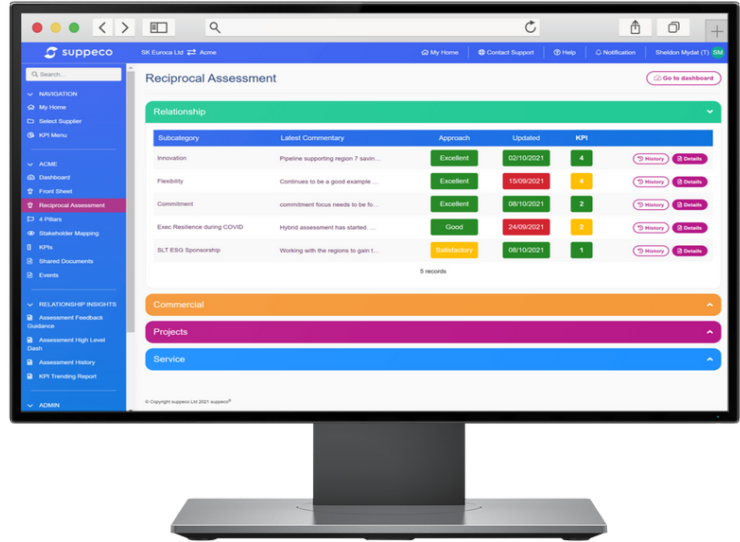 suppeco
SK Euroca Ltd ⇄ Acme
My Home
Contact Support
Help
Notification
Sheldon Mydat (T) SM
Search...
NAVIGATION
My Home
Select Supplier
KPI Menu
ACME
Dashboard
Front Sheet
Reciprocal Assessment
4 Pillars
Stakeholder Mapping
KPIs
Shared Documents
Events
RELATIONSHIP INSIGHTS
Assessment Feedback
Guidance
Assessment High Level
Dash
Assessment History
KPI Trending Report
ADMIN
Reciprocal Assessment
Go to dashboard
Relationship
Subcategory Latest Commentary Approach Updated KPI
Innovation Pipeline supporting region 7 savin... Excellent 02/10/2021 4 History Details
Flexibility Continues to be a good example ... Excellent 15/09/2021 4 History Details
Commitment commitment focus needs to be fo... Excellent 08/10/2021 2 History Details
Exec Resilience during COVID Hybrid assessment has started. ... Good 24/09/2021 2 History Details
SLT ESG Sponsorship Working with the regions to gain t... Satisfactory 08/10/2021 1 History Details
5 records
Commercial
Projects
Service
© Copyright suppeco Ltd 2021 suppeco®